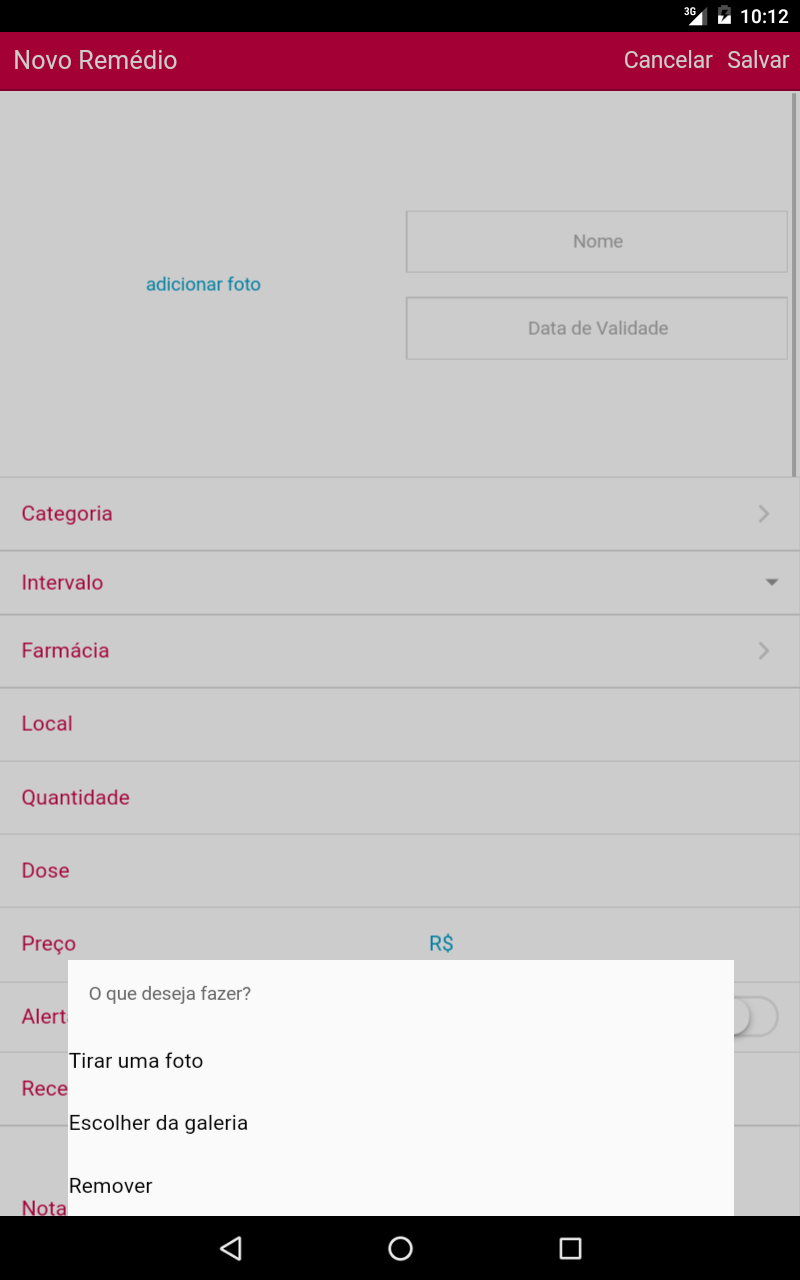 3G 10:12
Novo Remédio Cancelar Salvar
Nome
adicionar foto
Data de Validade
Categoria
Intervalo
Farmácia
Local
Quantidade
Dose
Preço R$
O que deseja fazer?
Alert
Tirar uma foto
Rece
Escolher da galeria
Remover
Nota